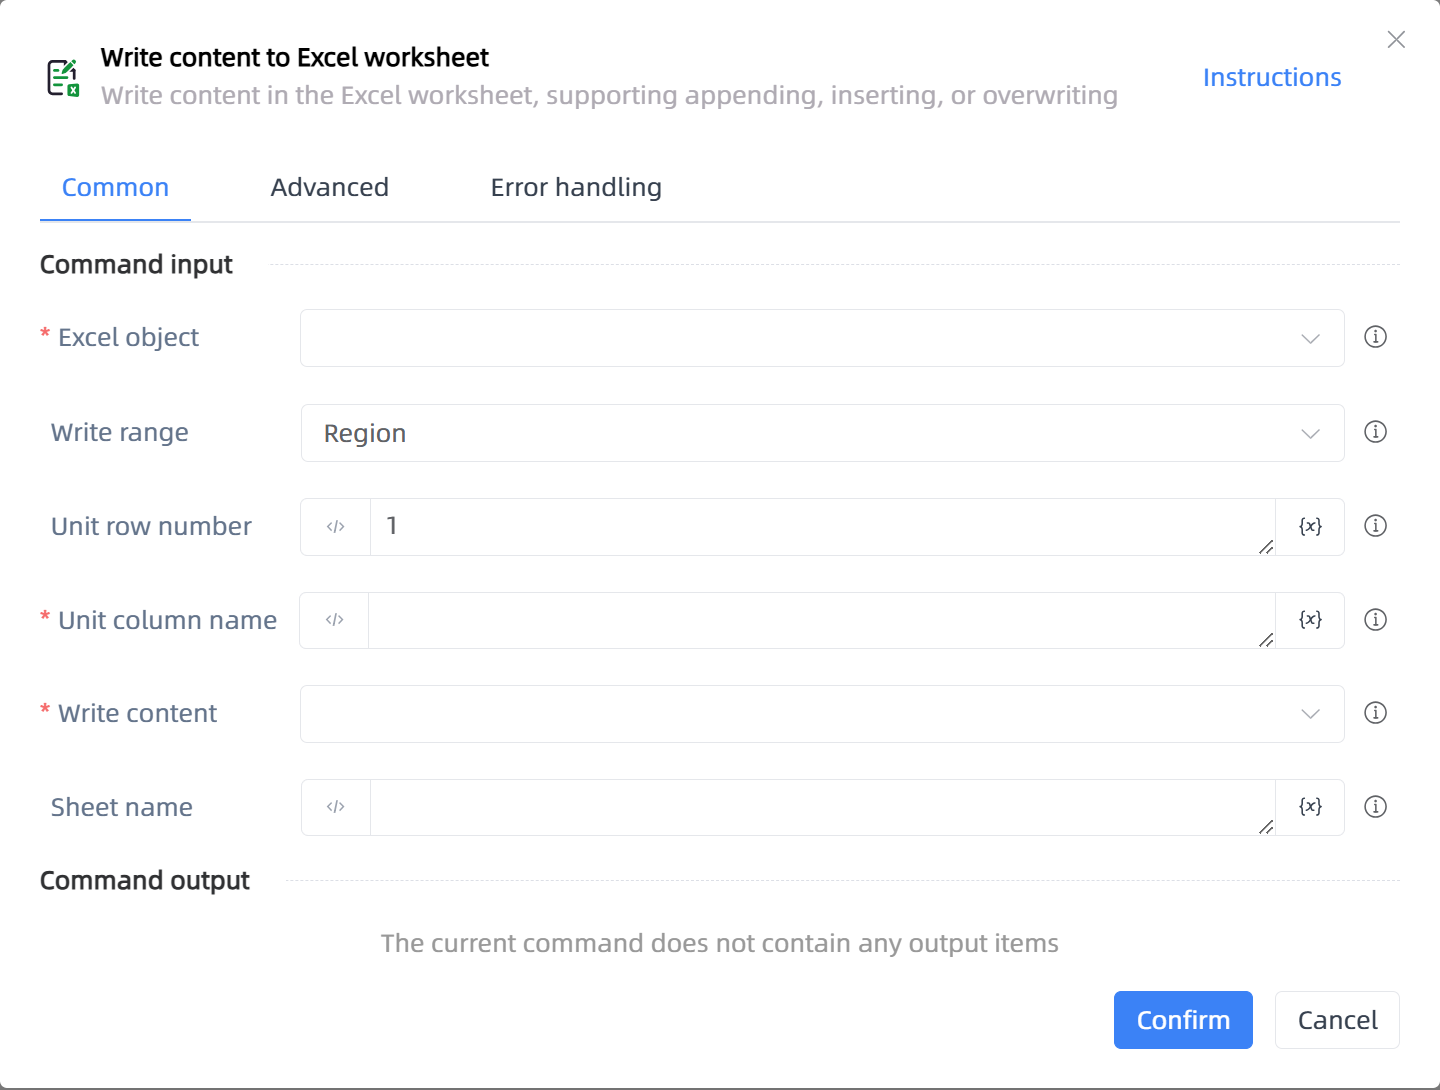 Write content to Excel worksheet
Write content in the Excel worksheet, supporting appending, inserting, or overwriting
Instructions
Common Advanced Error handling
Command input
* Excel object
Write range Region
Unit row number </> 1 {x}
* Unit column name </> {x}
* Write content
Sheet name </> {x}
Command output
The current command does not contain any output items
Confirm Cancel